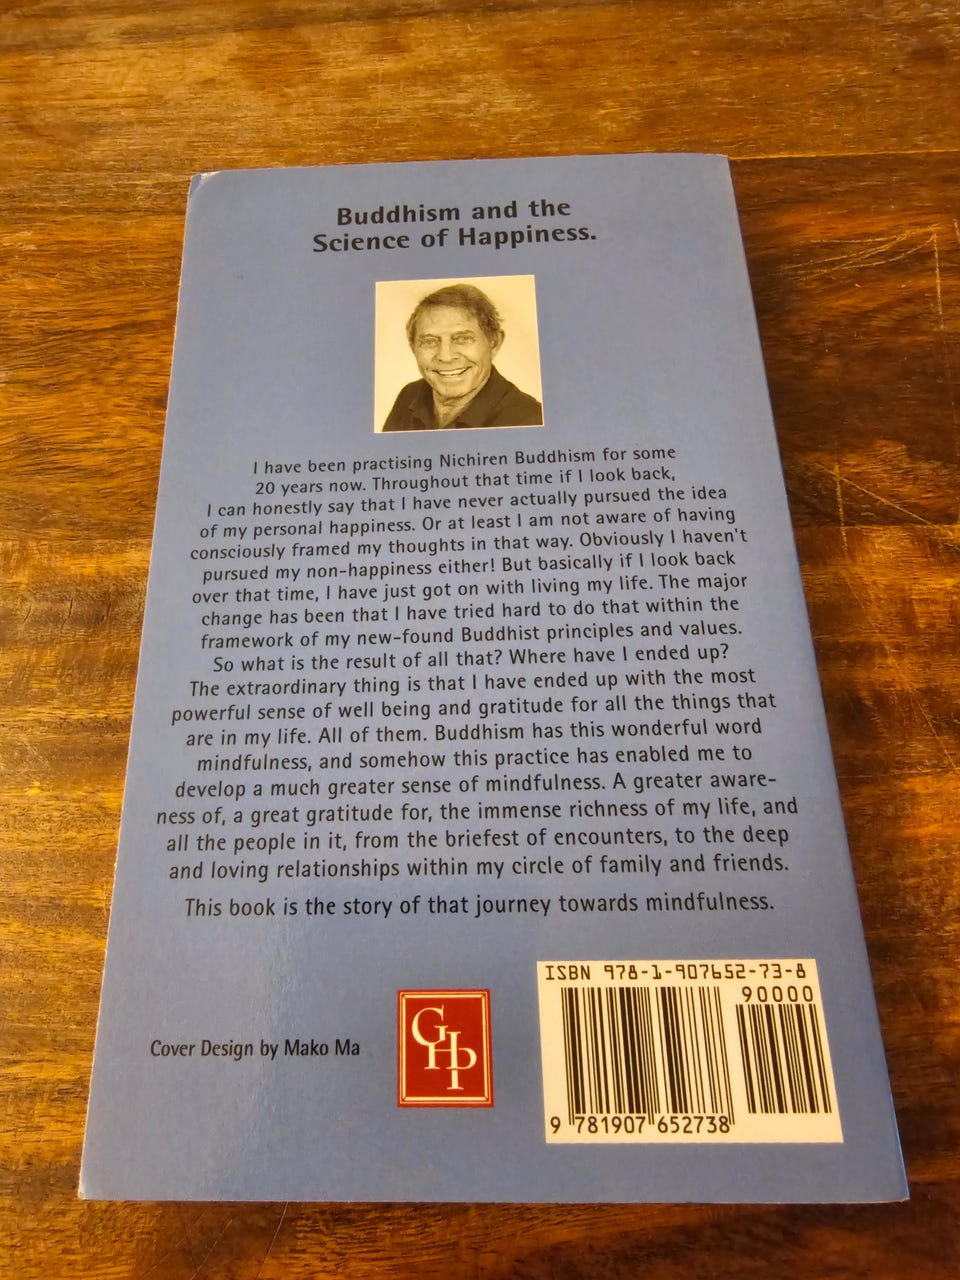 Buddhism and the
Science of Happiness.
I have been practising Nichiren Buddhism for some
20 years now. Throughout that time if I look back,
I can honestly say that I have never actually pursued the idea
of my personal happiness. Or at least I am not aware of having
consciously framed my thoughts in that way. Obviously I haven't
pursued my non-happiness either! But basically if I look back
over that time, I have just got on with living my life. The major
change has been that I have tried hard to do that within the
framework of my new-found Buddhist principles and values.
So what is the result of all that? Where have I ended up?
The extraordinary thing is that I have ended up with the most
powerful sense of well being and gratitude for all the things that
are in my life. All of them. Buddhism has this wonderful word
mindfulness, and somehow this practice has enabled me to
develop a much greater sense of mindfulness. A greater aware-
ness of, a great gratitude for, the immense richness of my life, and
all the people in it, from the briefest of encounters, to the deep
and loving relationships within my circle of family and friends.
This book is the story of that journey towards mindfulness.
ISBN 978-1-907652-73-8
90000
Cover Design by Mako Ma
GHP
9 781907 652738